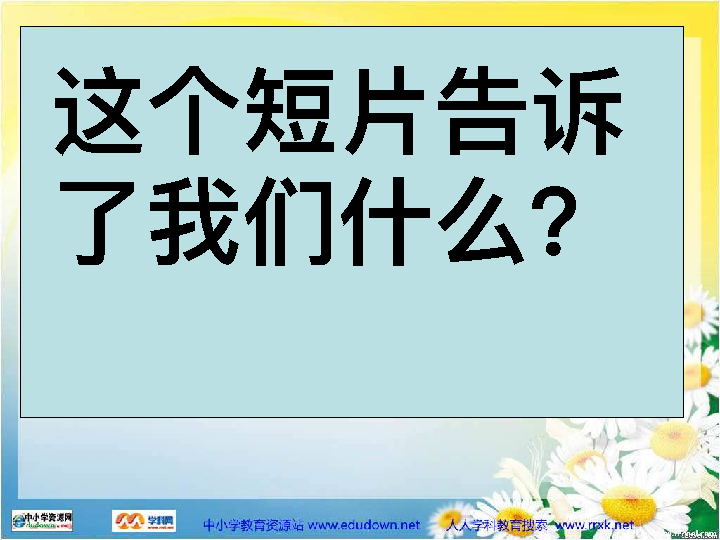 这个短片告诉
了我们什么?
中小学资源网
学科网
中小学教育资源站 www.edudown.net 人人学科教育搜索 www.rrxk.net